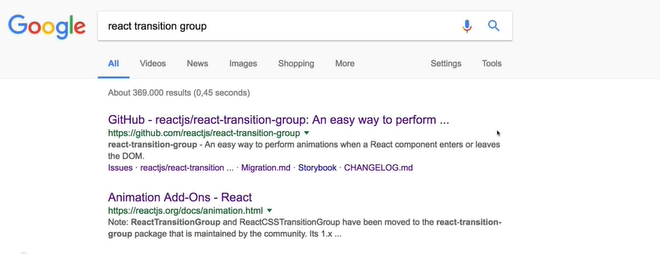 Google
react transition group
All Videos News Images Shopping More Settings Tools
About 369.000 results (0,45 seconds)
GitHub - reactjs/react-transition-group: An easy way to perform ...
https://github.com/reactjs/react-transition-group
react-transition-group - An easy way to perform animations when a React component enters or leaves
the DOM.
Issues · reactjs/react-transition ... · Migration.md · Storybook · CHANGELOG.md
Animation Add-Ons - React
https://reactjs.org/docs/animation.html
Note: ReactTransitionGroup and ReactCSSTransitionGroup have been moved to the react-transition-
group package that is maintained by the community. Its 1.x ...